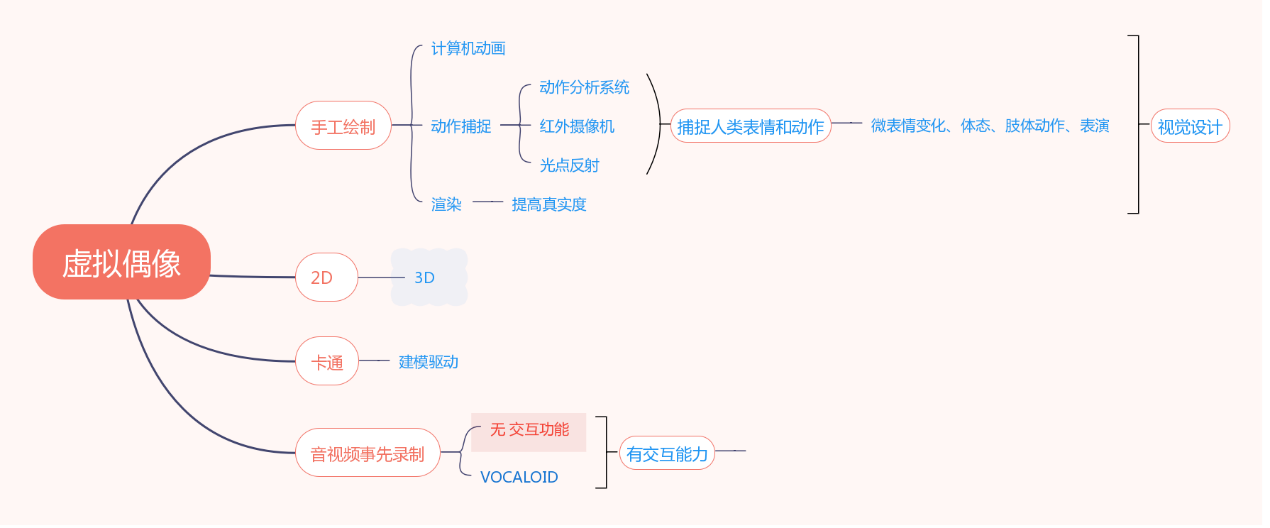 虚拟偶像
手工绘制
计算机动画
动作捕捉
动作分析系统
红外摄像机
光点反射
捕捉人类表情和动作
微表情变化、体态、肢体动作、表演
渲染
提高真实度
视觉设计
2D
3D
卡通
建模驱动
音视频事先录制
无 交互功能
VOCALOID
有交互能力